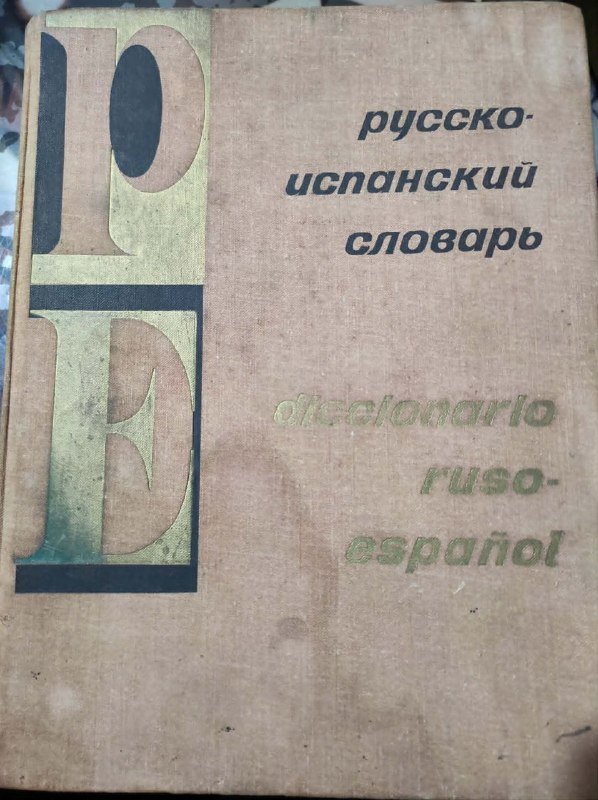 Р
Е
русско-
испанский
словарь
diccionario
ruso-
español